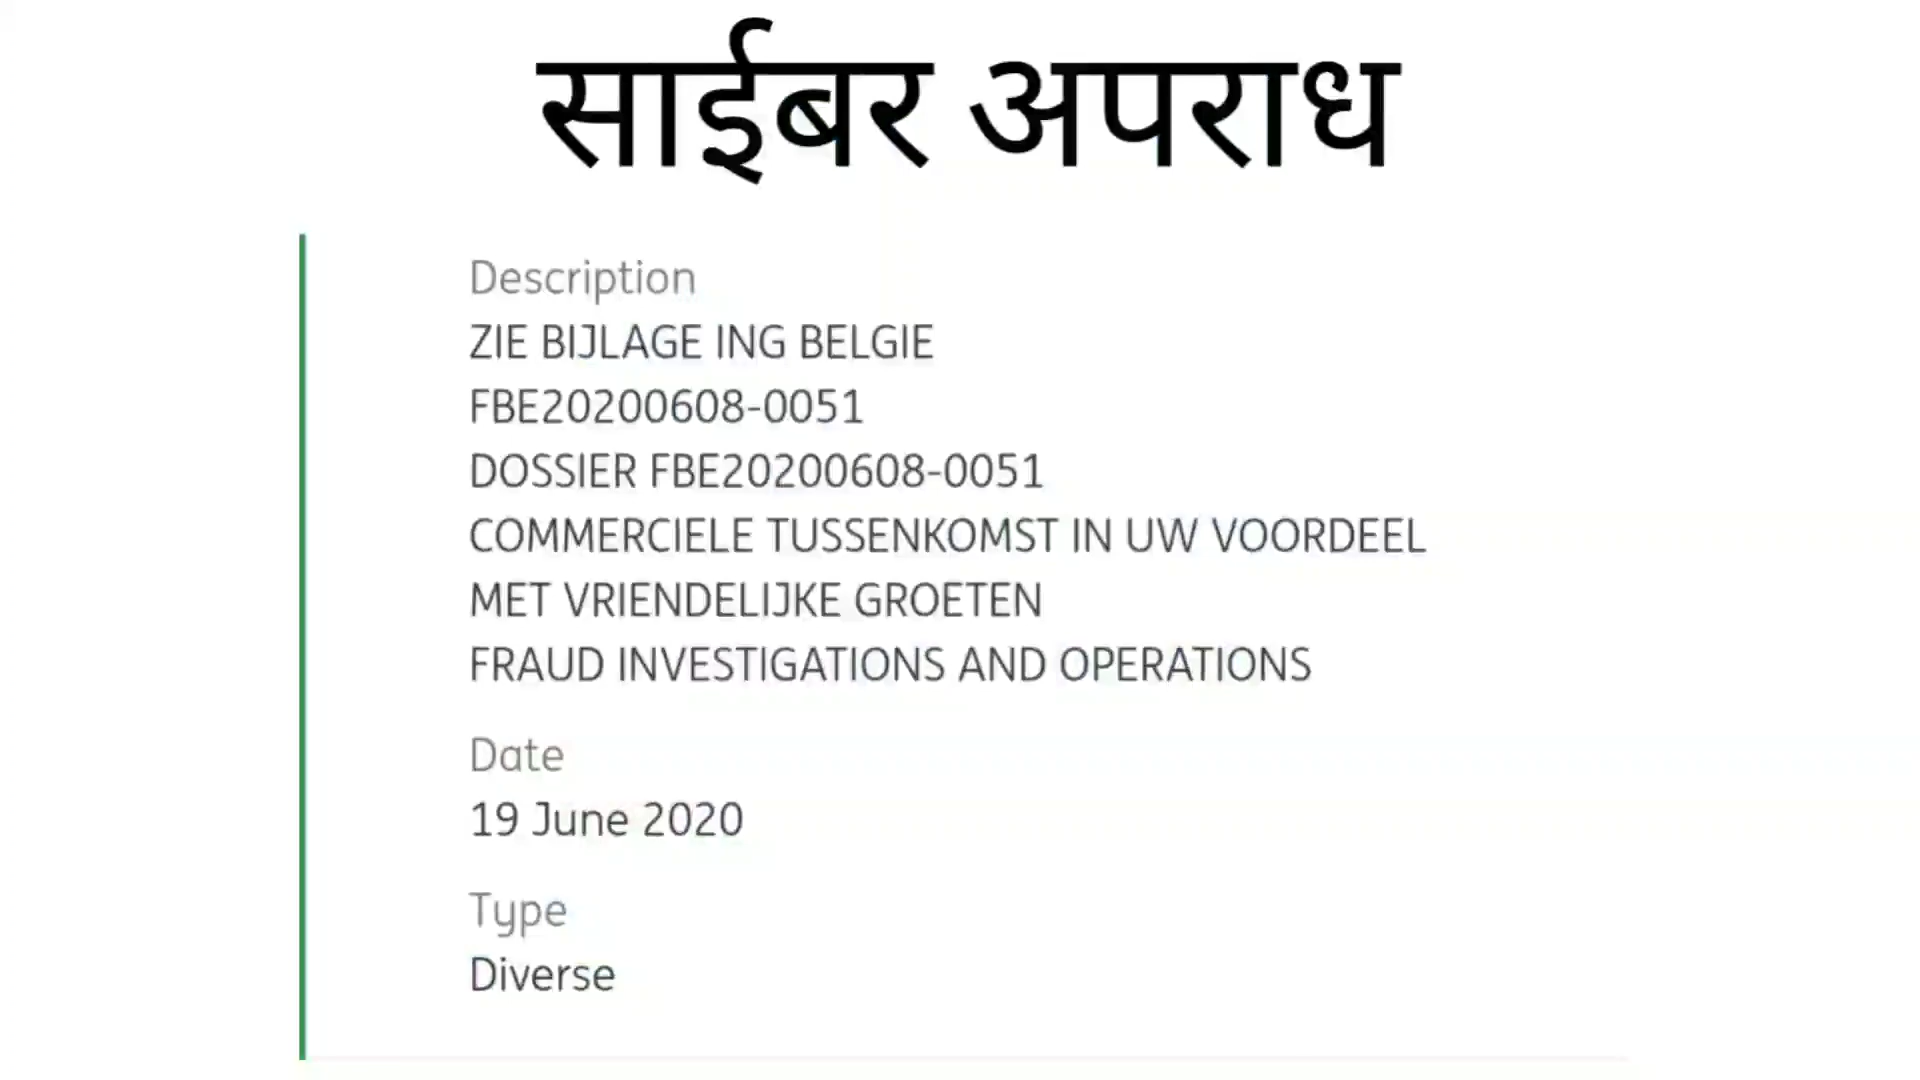 साईबर अपराध
Description
ZIE BIJLAGE ING BELGIE
FBE20200608-0051
DOSSIER FBE20200608-0051
COMMERCIELE TUSSENKOMST IN UW VOORDEEL
MET VRIENDELIJKE GROETEN
FRAUD INVESTIGATIONS AND OPERATIONS
Date
19 June 2020
Type
Diverse